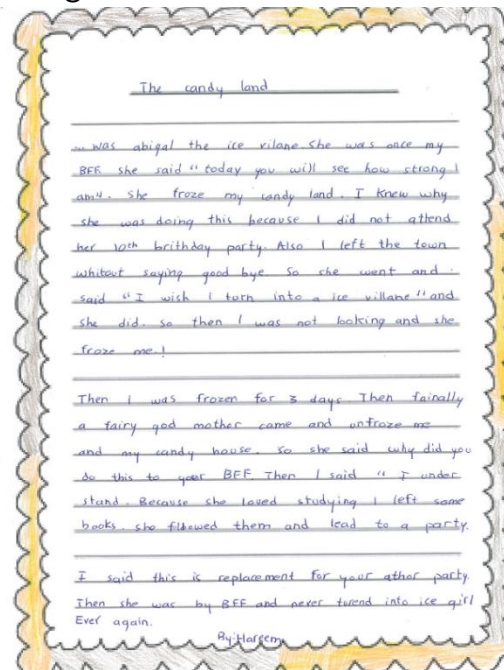 The candy land
... was abigal the ice vilane. She was once my
BFF she said " today you will see how strong I
am". She froze my candy land. I knew why
she was doing this because I did not attend
her 10th brithday party. Also I left the town
whitout saying good bye. So she went and
said " I wish I torn into a ice villane " and
she did. so then I was not looking and she
froze me!
Then I was frozen for 3 days Then fainally
a fairy god mother came and unfroze me
and my candy house. So she said why did you
do this to your BFF. Then I said " I under
stand. Because she loved studying I left some
books. she fllowed them and lead to a party.
I said this is replacement for your athor party.
Then she was by BFF and never torend into ice girl
Ever again.
By: Hareem